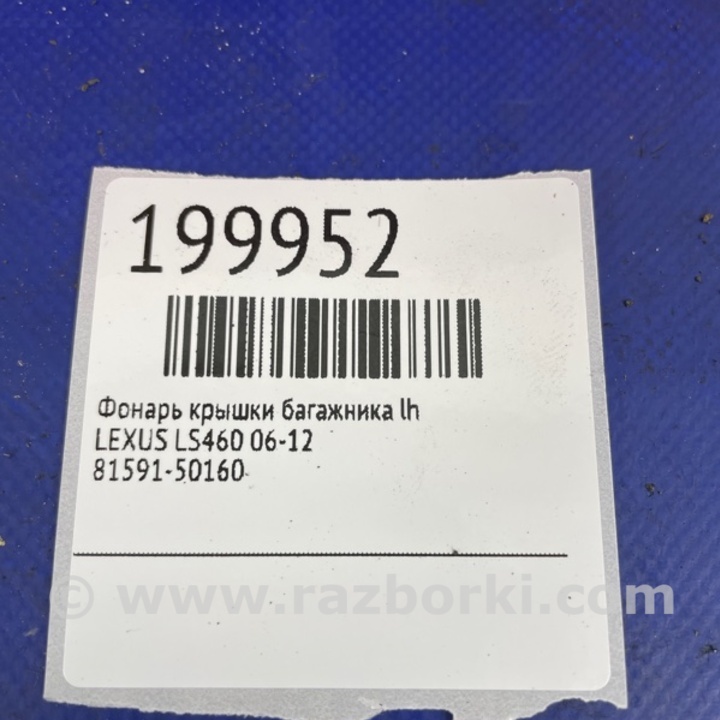 199952
Фонарь крышки багажника lh
LEXUS LS460 06-12
81591-50160
© www.razborki.com